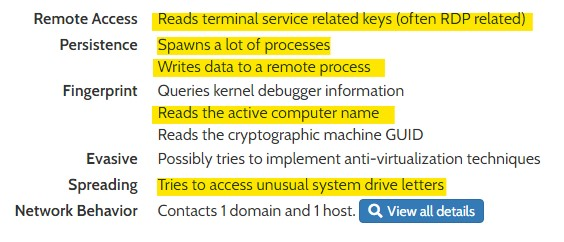 Remote Access Reads terminal service related keys (often RDP related)
Persistence Spawns a lot of processes
Writes data to a remote process
Fingerprint Queries kernel debugger information
Reads the active computer name
Reads the cryptographic machine GUID
Evasive Possibly tries to implement anti-virtualization techniques
Spreading Tries to access unusual system drive letters
Network Behavior Contacts 1 domain and 1 host. View all details